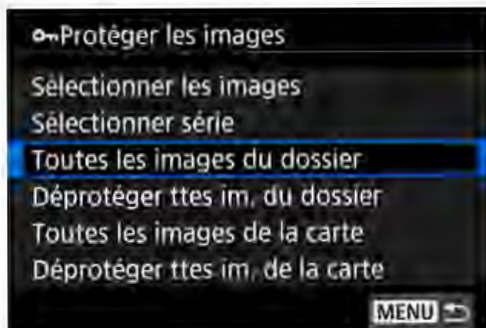 Protéger les images
Sélectionner les images
Sélectionner série
Toutes les images du dossier
Déprotéger ttes im. du dossier
Toutes les images de la carte
Déprotéger ttes im. de la carte
MENU